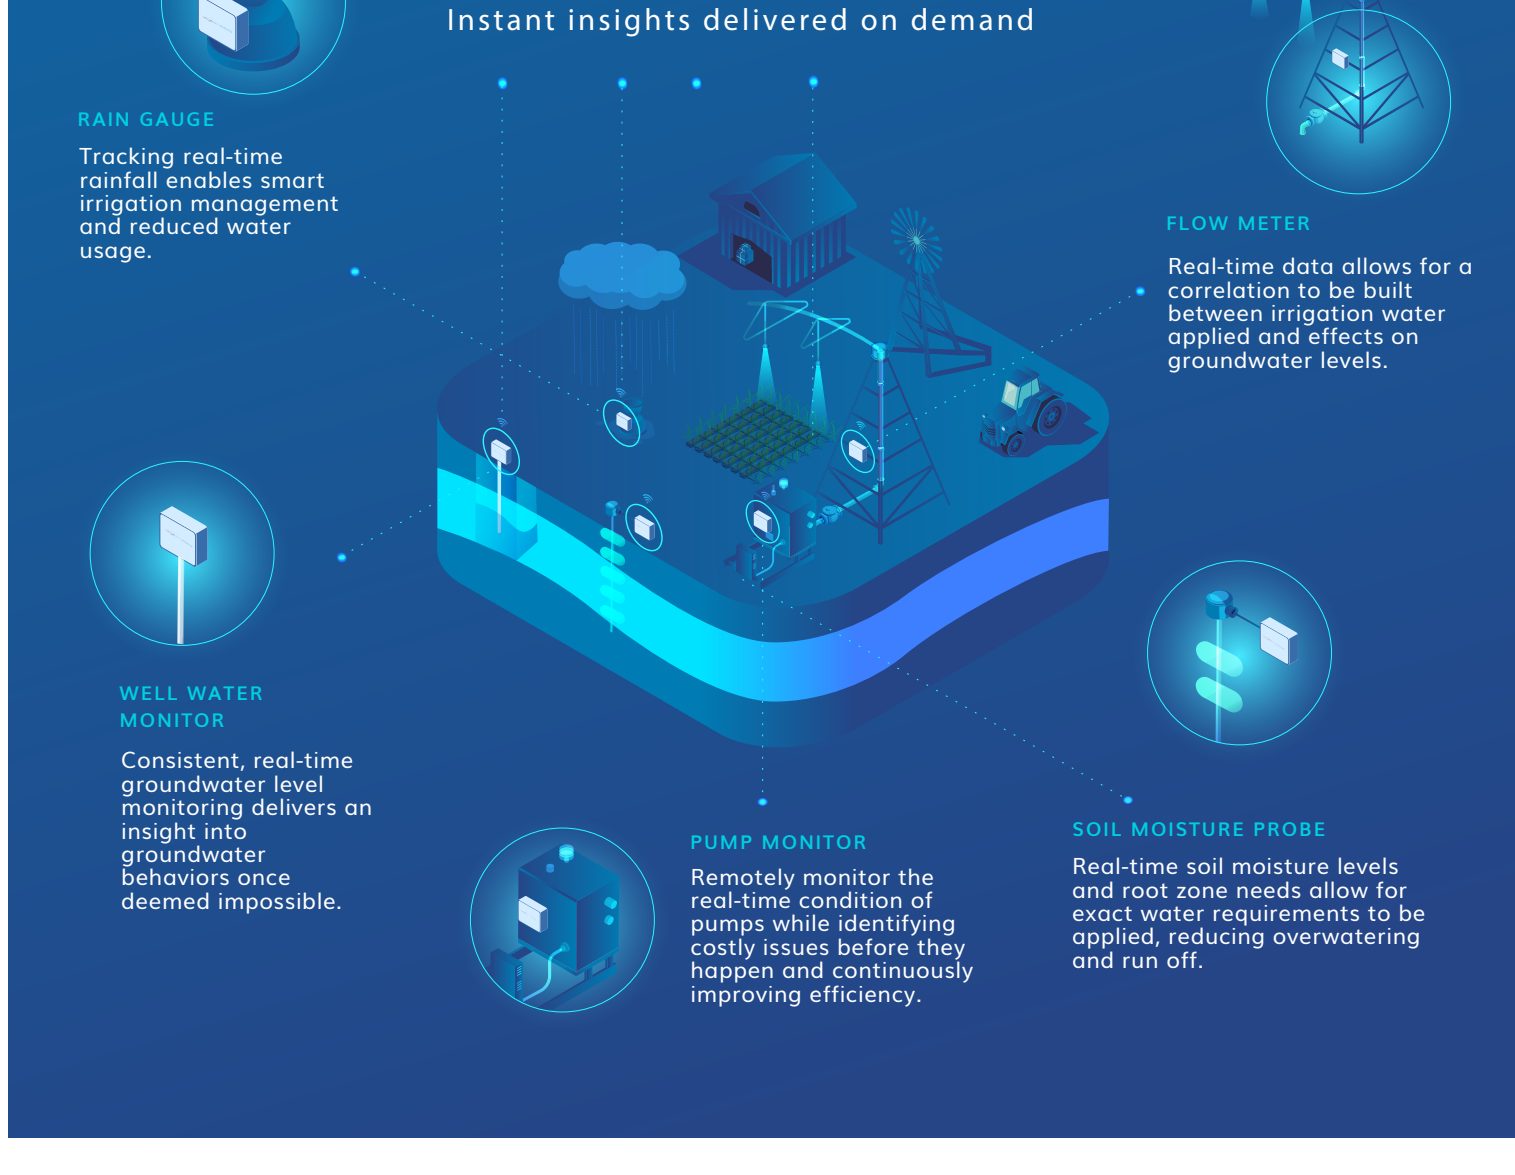 Instant insights delivered on demand
RAIN GAUGE
Tracking real-time
rainfall enables smart
irrigation management
and reduced water
usage.
FLOW METER
Real-time data allows for a
correlation to be built
between irrigation water
applied and effects on
groundwater levels.
WELL WATER
MONITOR
Consistent, real-time
groundwater level
monitoring delivers an
insight into
groundwater
behaviors once
deemed impossible.
PUMP MONITOR
Remotely monitor the
real-time condition of
pumps while identifying
costly issues before they
happen and continuously
improving efficiency.
SOIL MOISTURE PROBE
Real-time soil moisture levels
and root zone needs allow for
exact water requirements to be
applied, reducing overwatering
and run off.